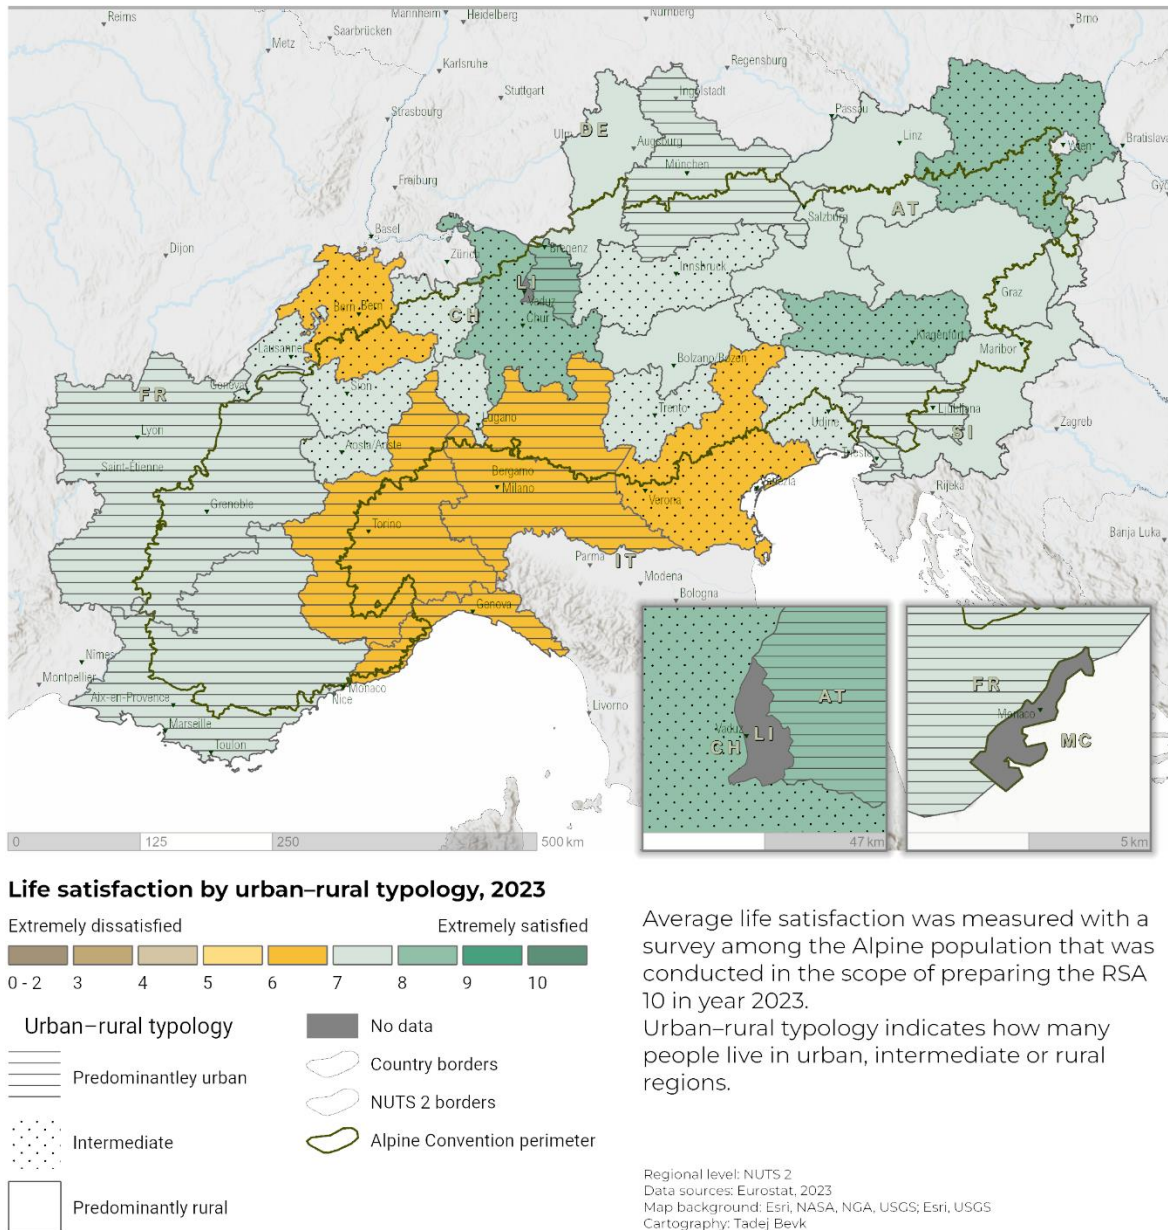 Reims
Marinheim
Heidelberg
Nürnberg
Brno
Saarbrücken
Metz
Karlsruhe
Regensburg
Stuttgart
Ingolstadt
Passau
Strasbourg
Ulm
DE
Augsburg
Linz
Wien
Bratislava
München
Freiburg
Salzburg
AT
Basel
Dijon
Zürich
Bregenz
Innsbruck
LI
Vaduz
Graz
Bern
Bern
CH
Chur
Klagenfurt
Lausanne
Maribor
Bolzano/Bozen
Geneva
Sion
FR
Trento
Ljubljana
Lugano
Udine
Zagreb
Lyon
Aosta/Aoste
SI
Trieste
Saint-Étienne
Bergamo
Milano
Venezia
Rijeka
Verona
Grenoble
Torino
Banja Luka
Parma
IT
Modena
Genova
Bologna
Nîmes
Montpellier
Monaco
Nice
Aix-en-Provence
Livorno
Marseille
Toulon
AT
Vaduz
LI
CH
FR
Monaco
MC
0 125 250 500 km
47 km
5 km
Life satisfaction by urban–rural typology, 2023
Extremely dissatisfied Extremely satisfied
0 - 2 3 4 5 6 7 8 9 10
Urban–rural typology
Predominantley urban
Intermediate
Predominantly rural
No data
Country borders
NUTS 2 borders
Alpine Convention perimeter
Average life satisfaction was measured with a
survey among the Alpine population that was
conducted in the scope of preparing the RSA
10 in year 2023.
Urban–rural typology indicates how many
people live in urban, intermediate or rural
regions.
Regional level: NUTS 2
Data sources: Eurostat, 2023
Map background: Esri, NASA, NGA, USGS; Esri, USGS
Cartography: Tadej Bevk